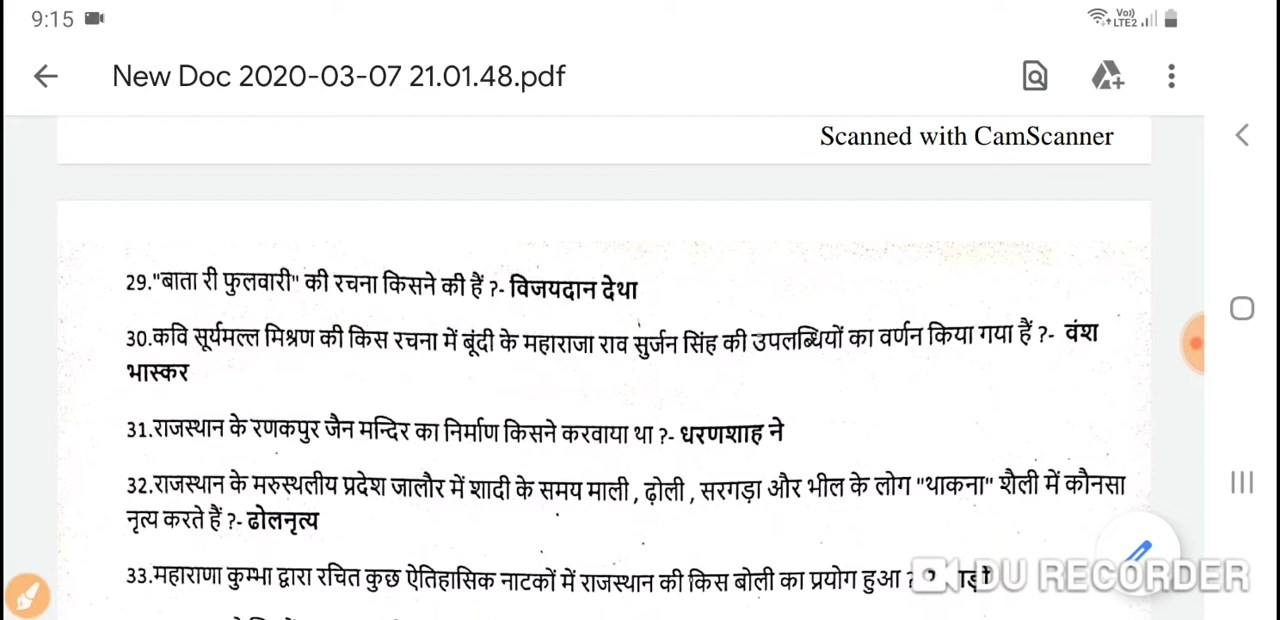 9:15
Vo))
LTE2
New Doc 2020-03-07 21.01.48.pdf
Scanned with CamScanner
29."बाता री फुलवारी" की रचना किसने की हैं ?- विजयदान देथा
30.कवि सूर्यमल्ल मिश्रण की किस रचना में बूंदी के महाराजा राव सुर्जन सिंह की उपलब्धियों का वर्णन किया गया हैं ?- वंश
भास्कर
31.राजस्थान के रणकपुर जैन मन्दिर का निर्माण किसने करवाया था ?- धरणशाह ने
32.राजस्थान के मरुस्थलीय प्रदेश जालौर में शादी के समय माली , ढ़ोली , सरगड़ा और भील के लोग "थाकना" शैली में कौनसा
नृत्य करते हैं ?- ढोलनृत्य
33.महाराणा कुम्भा द्वारा रचित कुछ ऐतिहासिक नाटकों में राजस्थान की किस बोली का प्रयोग हुआ ?
DU RECORDER